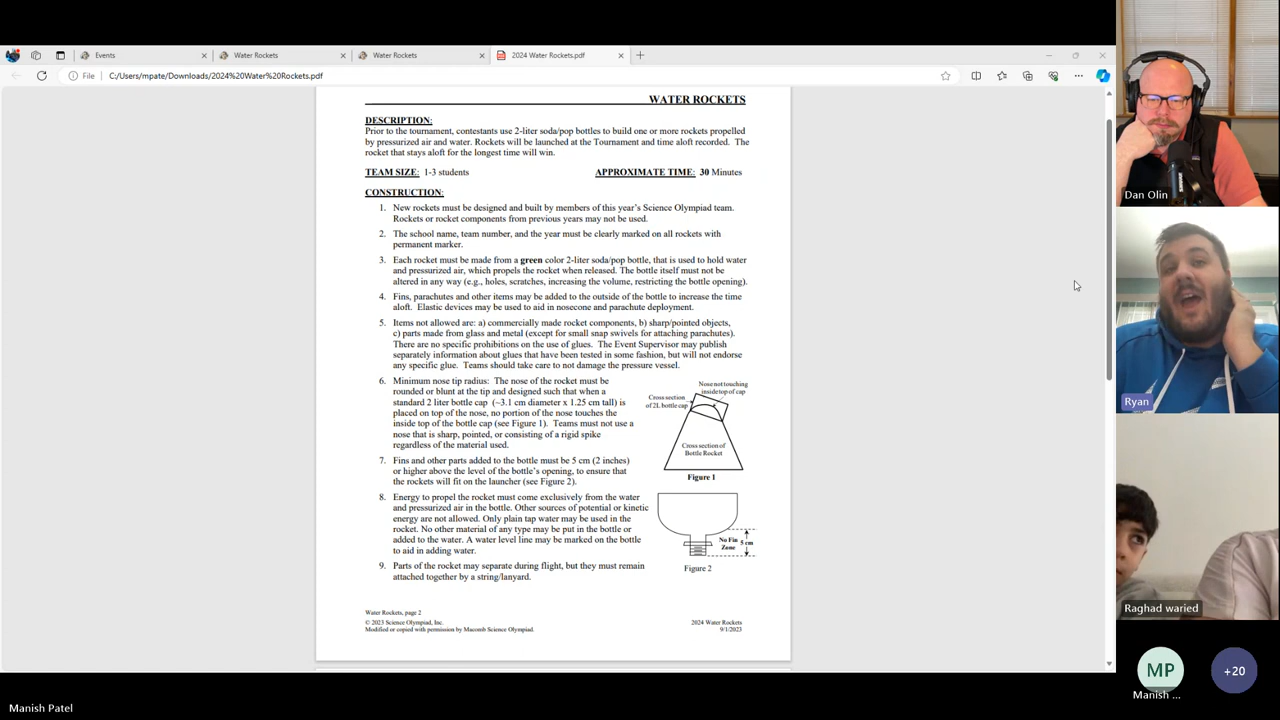 Events
Water Rockets
Water Rockets
2024 Water Rockets.pdf
File
C:/Users/mpate/Downloads/2024%20Water%20Rockets.pdf
WATER ROCKETS
DESCRIPTION:
Prior to the tournament, contestants use 2-liter soda/pop bottles to build one or more rockets propelled
by pressurized air and water. Rockets will be launched at the Tournament and time aloft recorded. The
rocket that stays aloft for the longest time will win.
TEAM SIZE: 1-3 students
APPROXIMATE TIME: 30 Minutes
CONSTRUCTION:
1. New rockets must be designed and built by members of this year's Science Olympiad team.
Rockets or rocket components from previous years may not be used.
2. The school name, team number, and the year must be clearly marked on all rockets with
permanent marker.
3. Each rocket must be made from a green color 2-liter soda/pop bottle, that is used to hold water
and pressurized air, which propels the rocket when released. The bottle itself must not be
altered in any way (e.g., holes, scratches, increasing the volume, restricting the bottle opening).
4. Fins, parachutes and other items may be added to the outside of the bottle to increase the time
aloft. Elastic devices may be used to aid in nosecone and parachute deployment.
5. Items not allowed are: a) commercially made rocket components, b) sharp/pointed objects,
c) parts made from glass and metal (except for small snap swivels for attaching parachutes).
There are no specific prohibitions on the use of glues. The Event Supervisor may publish
separately information about glues that have been tested in some fashion, but will not endorse
any specific glue. Teams should take care to not damage the pressure vessel.
6. Minimum nose tip radius: The nose of the rocket must be
rounded or blunt at the tip and designed such that when a
standard 2 liter bottle cap (~3.1 cm diameter x 1.25 cm tall) is
placed on top of the nose, no portion of the nose touches the
inside top of the bottle cap (see Figure 1). Teams must not use a
nose that is sharp, pointed, or consisting of a rigid spike
regardless of the material used.
Nose not touching
inside top of cap
Cross section
of 2L bottle cap
Cross section of
Bottle Rocket
Figure 1
7. Fins and other parts added to the bottle must be 5 cm (2 inches)
or higher above the level of the bottle's opening, to ensure that
the rockets will fit on the launcher (see Figure 2).
8. Energy to propel the rocket must come exclusively from the water
and pressurized air in the bottle. Other sources of potential or kinetic
energy are not allowed. Only plain tap water may be used in the
rocket. No other material of any type may be put in the bottle or
added to the water. A water level line may be marked on the bottle
to aid in adding water.
No Fin
Zone
5 cm
Figure 2
9. Parts of the rocket may separate during flight, but they must remain
attached together by a string/lanyard.
Water Rockets, page 2
© 2023 Science Olympiad, Inc.
Modified or copied with permission by Macomb Science Olympiad.
2024 Water Rockets
9/1/2023
Dan Olin
Ryan
Raghad waried
MP
Manish ...
+20
Manish Patel